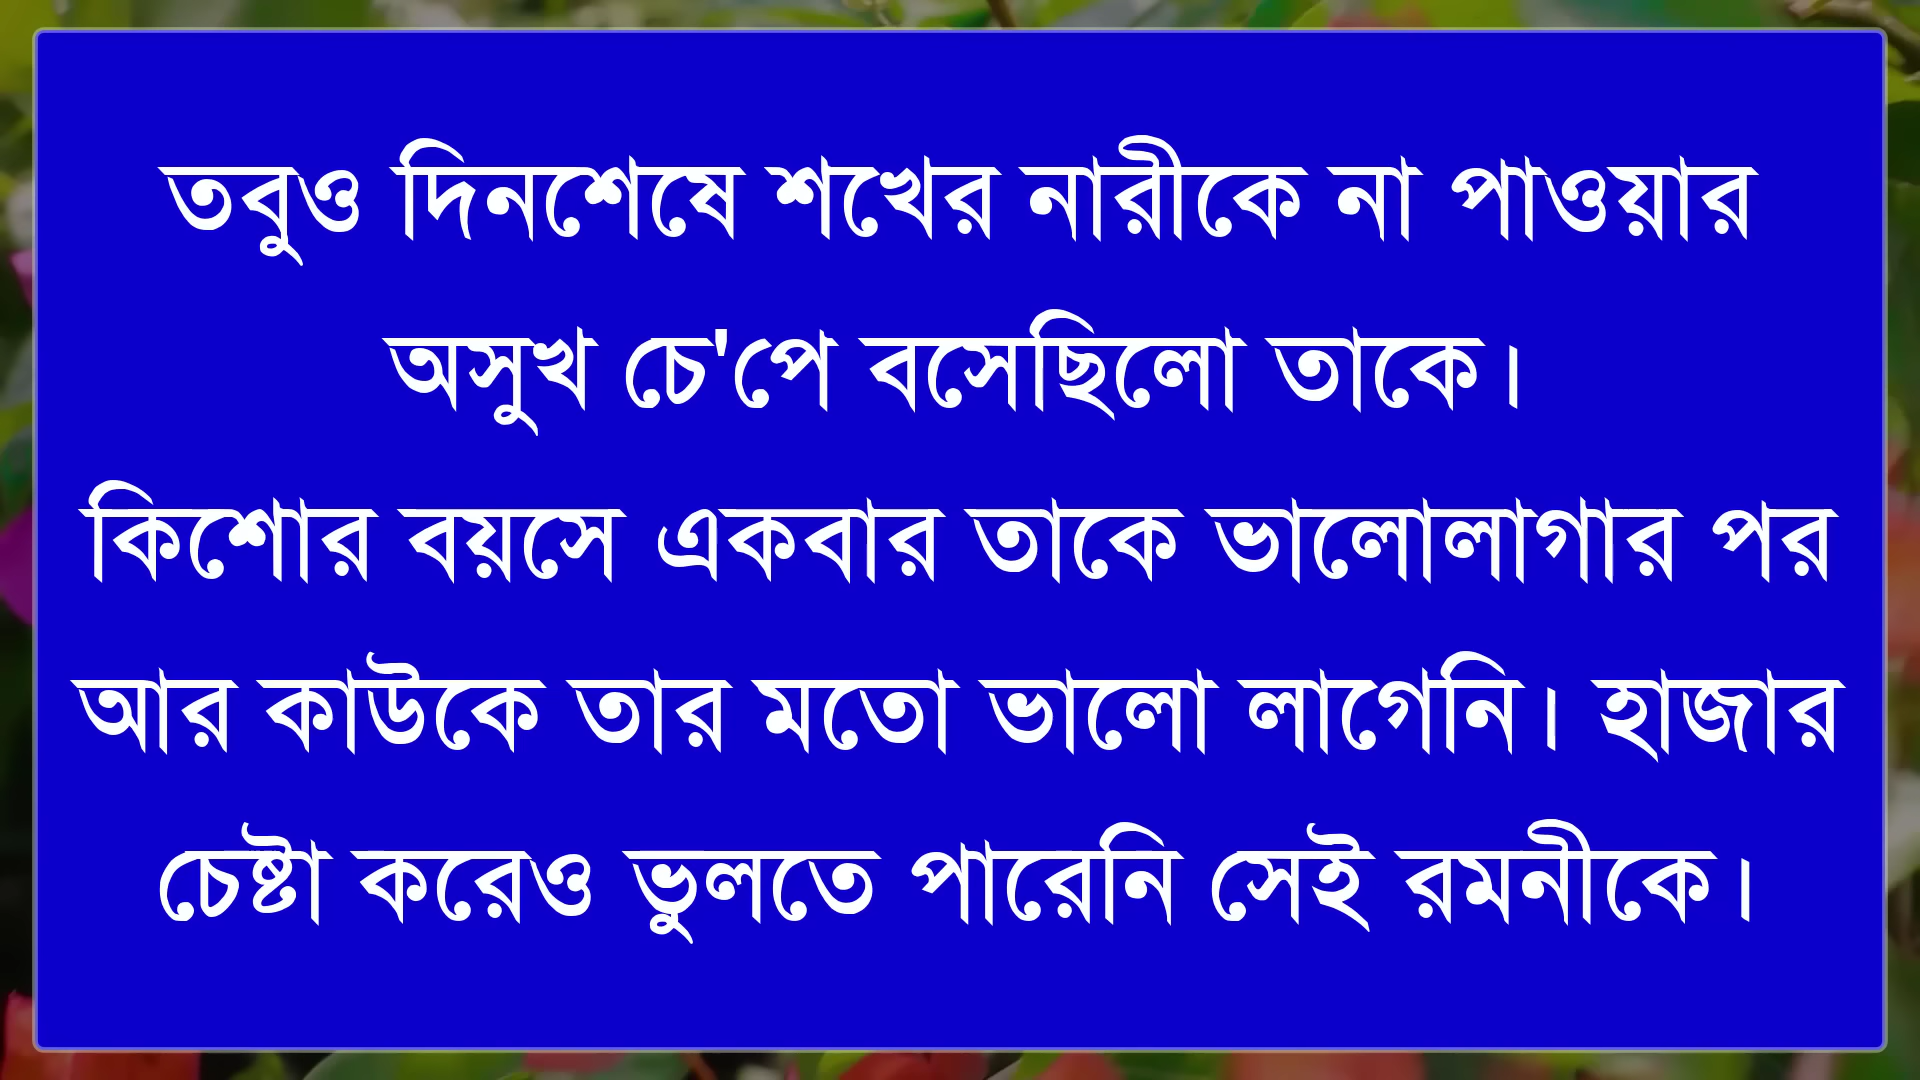 তবুও দিনশেষে শখের নারীকে না পাওয়ার
অসুখ চে'পে বসেছিলো তাকে।
কিশোর বয়সে একবার তাকে ভালোলাগার পর
আর কাউকে তার মতো ভালো লাগেনি। হাজার
চেষ্টা করেও ভুলতে পারেনি সেই রমনীকে।